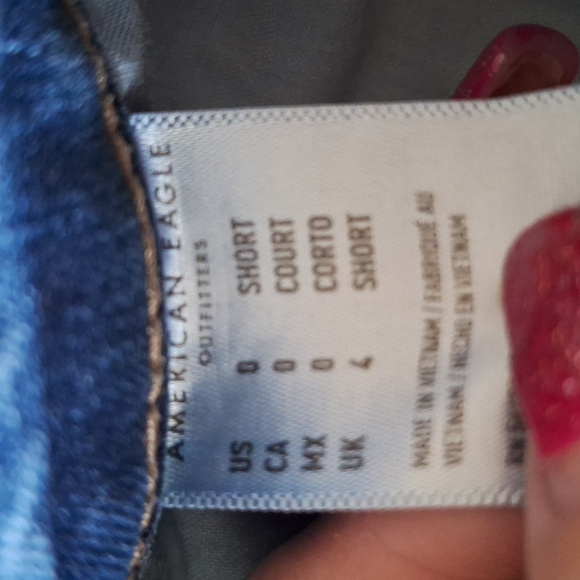 AMERICAN EAGLE
OUTFITTERS
US 0 SHORT
CA 0 COURT
MX 0 CORTO
UK 4 SHORT
MADE IN VIETNAM / FABRIQUÉ AU
VIETNAM / HECHO EN VIETNAM